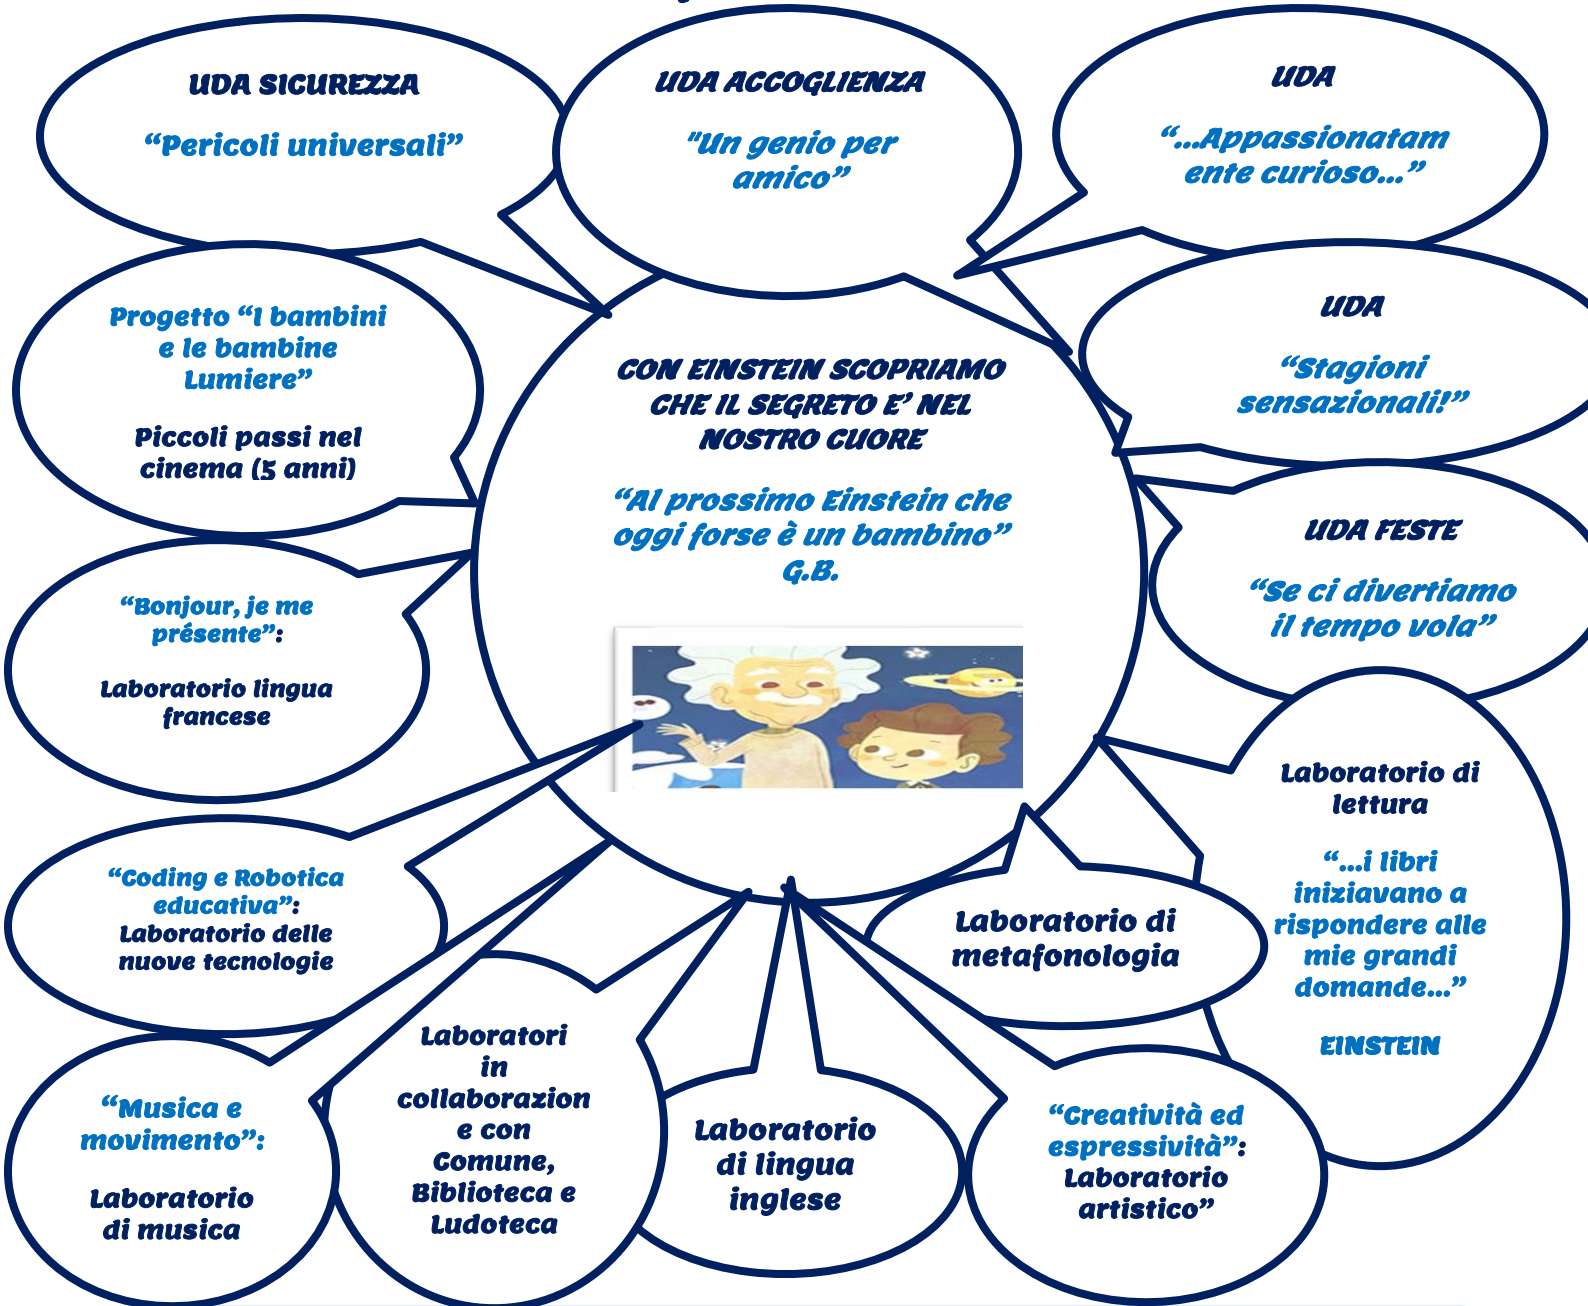 UDA SICUREZZA
“Pericoli universali”
UDA ACCOGLIENZA
"Un genio per
amico”
UDA
“...Appassionatam
ente curioso...”
Progetto “I bambini
e le bambine
Lumiere”
Piccoli passi nel
cinema (5 anni)
UDA
“Stagioni
sensazionali!”
CON EINSTEIN SCOPRIAMO
CHE IL SEGRETO E’ NEL
NOSTRO CUORE
“Al prossimo Einstein che
oggi forse è un bambino”
G.B.
UDA FESTE
“Se ci divertiamo
il tempo vola”
“Bonjour, je me
présente”:
Laboratorio lingua
francese
Laboratorio di
lettura
“...i libri
iniziavano a
rispondere alle
mie grandi
domande...”
EINSTEIN
“Coding e Robotica
educativa”:
Laboratorio delle
nuove tecnologie
Laboratorio di
metafonologia
“Musica e
movimento”:
Laboratorio
di musica
Laboratori
in
collaborazion
e con
Comune,
Biblioteca e
Ludoteca
Laboratorio
di lingua
inglese
“Creatività ed
espressività”:
Laboratorio
artistico”